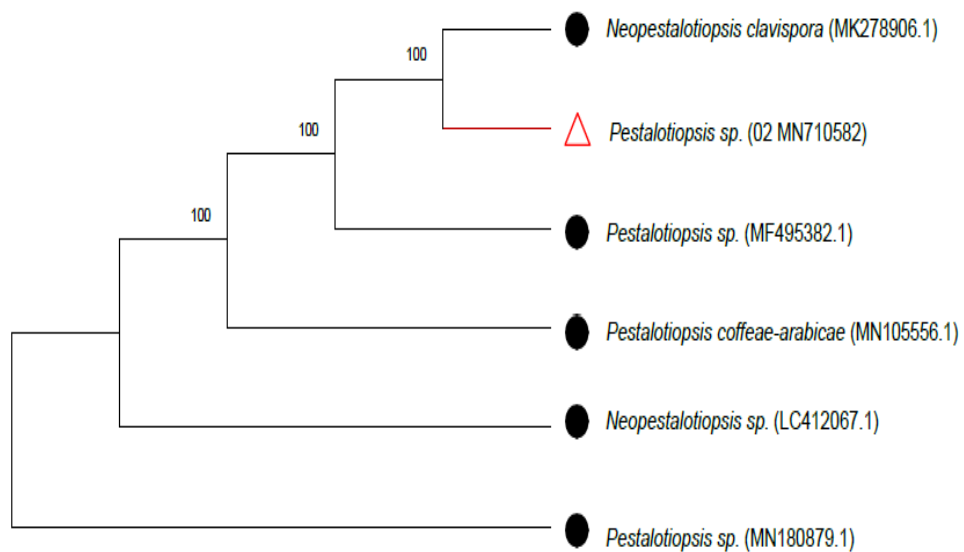 100
Neopestalotiopsis clavispora (MK278906.1)
100
Pestalotiopsis sp. (02 MN710582)
100
Pestalotiopsis sp. (MF495382.1)
Pestalotiopsis coffeae-arabicae (MN105556.1)
Neopestalotiopsis sp. (LC412067.1)
Pestalotiopsis sp. (MN180879.1)